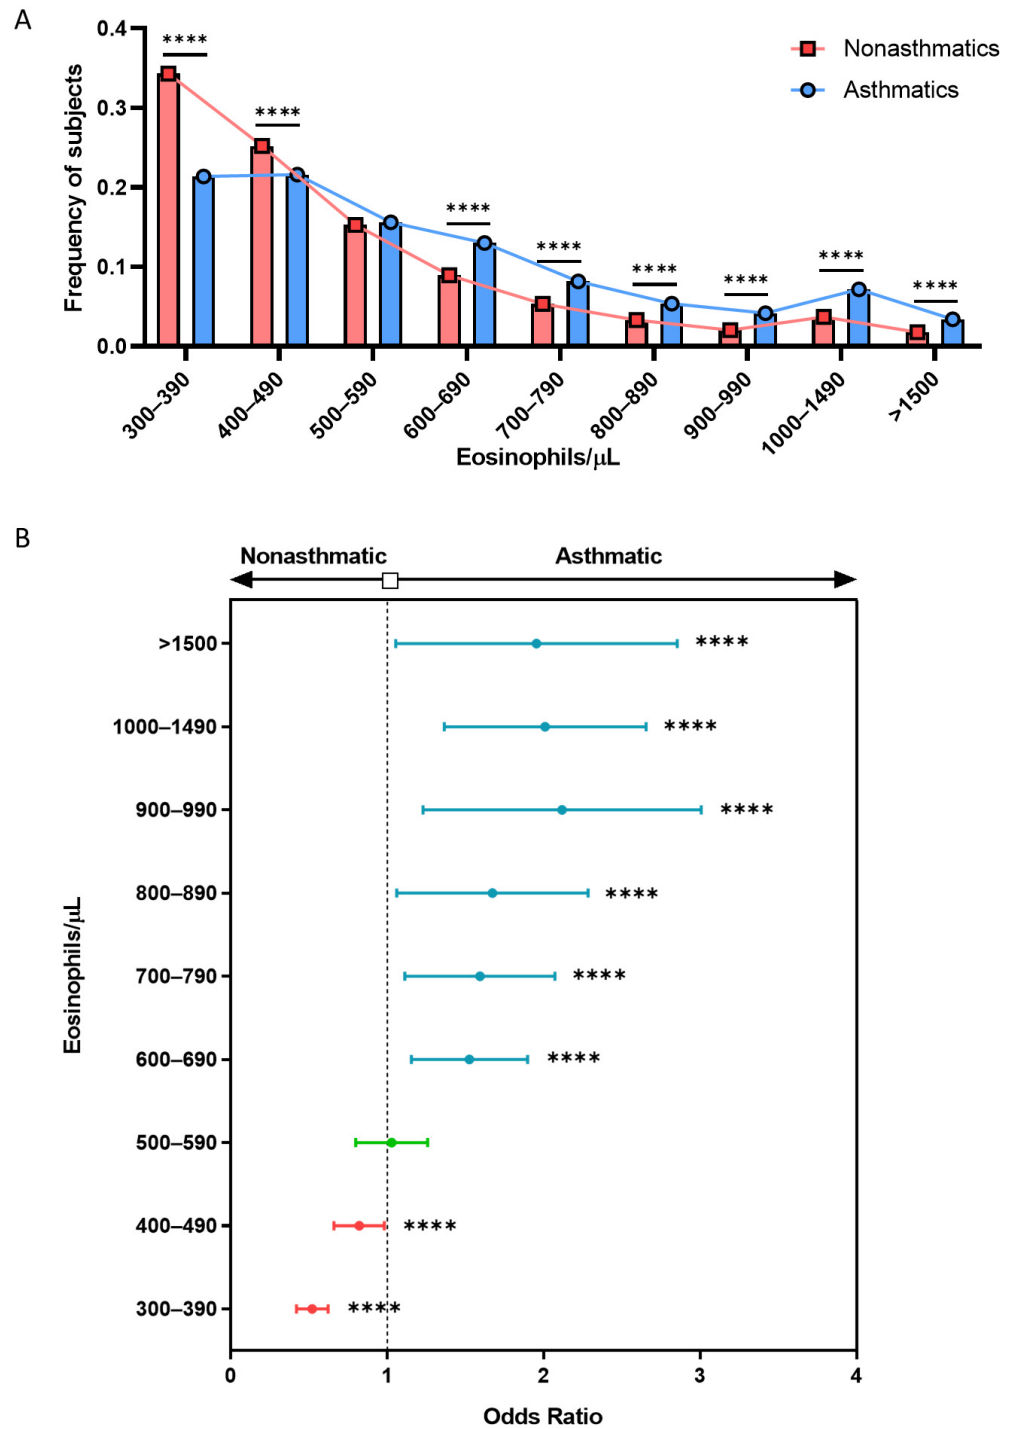 A
0.4
0.3
0.2
0.1
0.0
Frequency of subjects
****
****
****
****
****
****
****
****
Nonasthmatics
Asthmatics
300–390
400–490
500–590
600–690
700–790
800–890
900–990
1000–1490
>1500
Eosinophils/μL
B
Nonasthmatic
Asthmatic
Eosinophils/μL
>1500 ****
1000–1490 ****
900–990 ****
800–890 ****
700–790 ****
600–690 ****
500–590
400–490 ****
300–390 ****
0 1 2 3 4
Odds Ratio